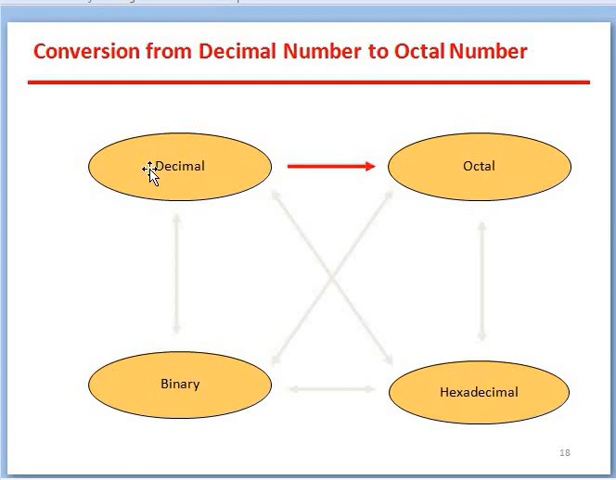 Conversion from Decimal Number to Octal Number
Decimal
Octal
Binary
Hexadecimal
18